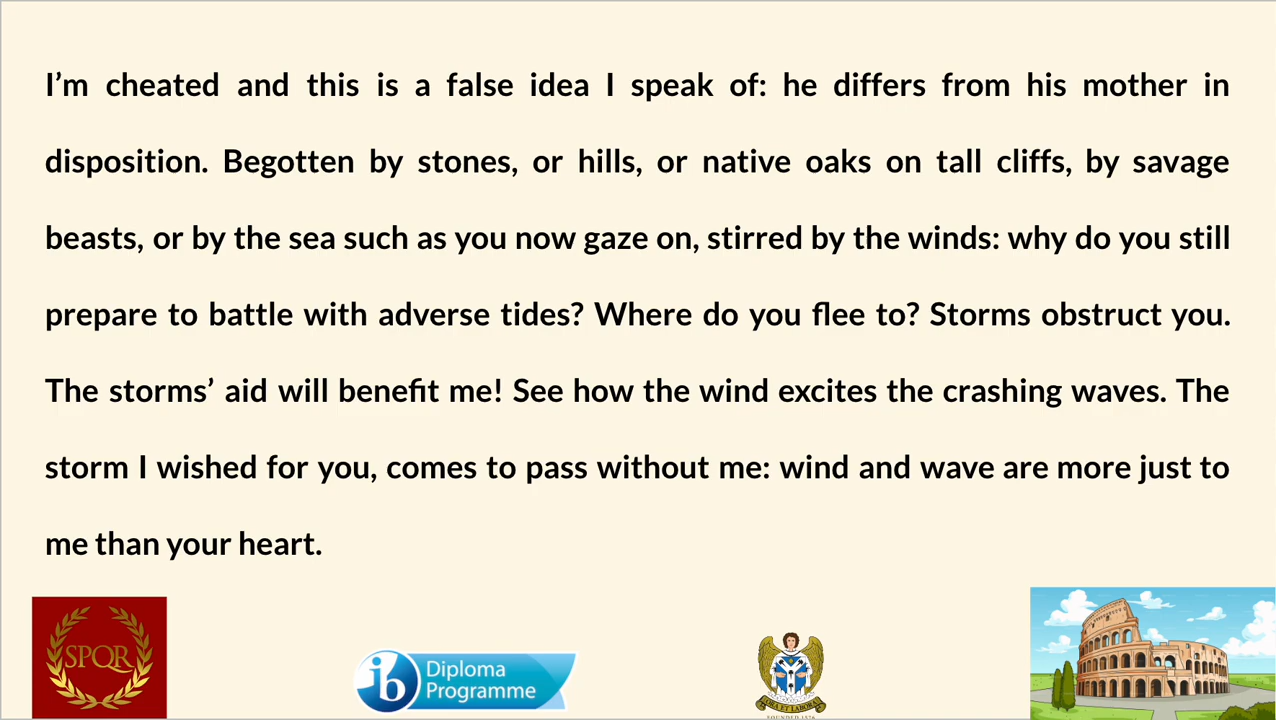 I’m cheated and this is a false idea I speak of: he differs from his mother in
disposition. Begotten by stones, or hills, or native oaks on tall cliffs, by savage
beasts, or by the sea such as you now gaze on, stirred by the winds: why do you still
prepare to battle with adverse tides? Where do you flee to? Storms obstruct you.
The storms’ aid will benefit me! See how the wind excites the crashing waves. The
storm I wished for you, comes to pass without me: wind and wave are more just to
me than your heart.
SPQR
ib Diploma
Programme